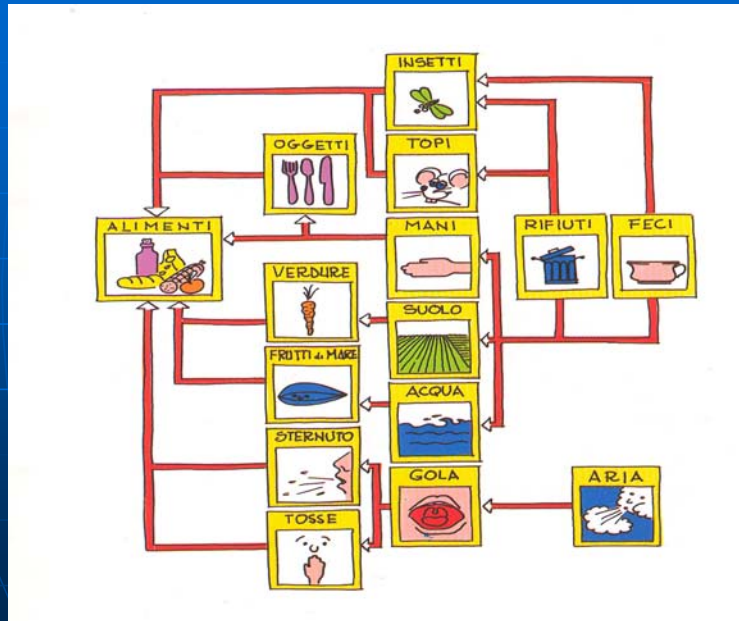 INSETTI
OGGETTI
TOPI
ALIMENTI
MANI
RIFIUTI
FECI
VERDURE
SUOLO
FRUTTI di MARE
ACQUA
STERNUTO
GOLA
ARIA
TOSSE